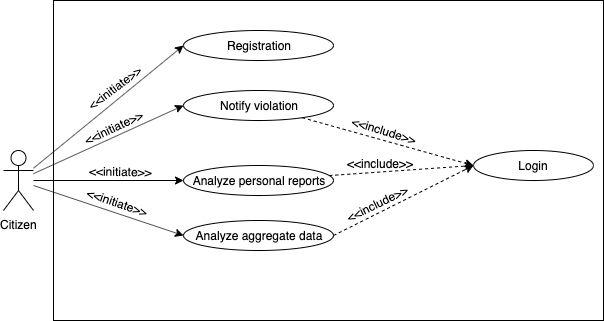 Registration
<<initiate>>
Notify violation
<<initiate>>
<<include>>
<<initiate>>
Analyze personal reports
<<include>>
Login
<<initiate>>
<<include>>
Citizen
Analyze aggregate data